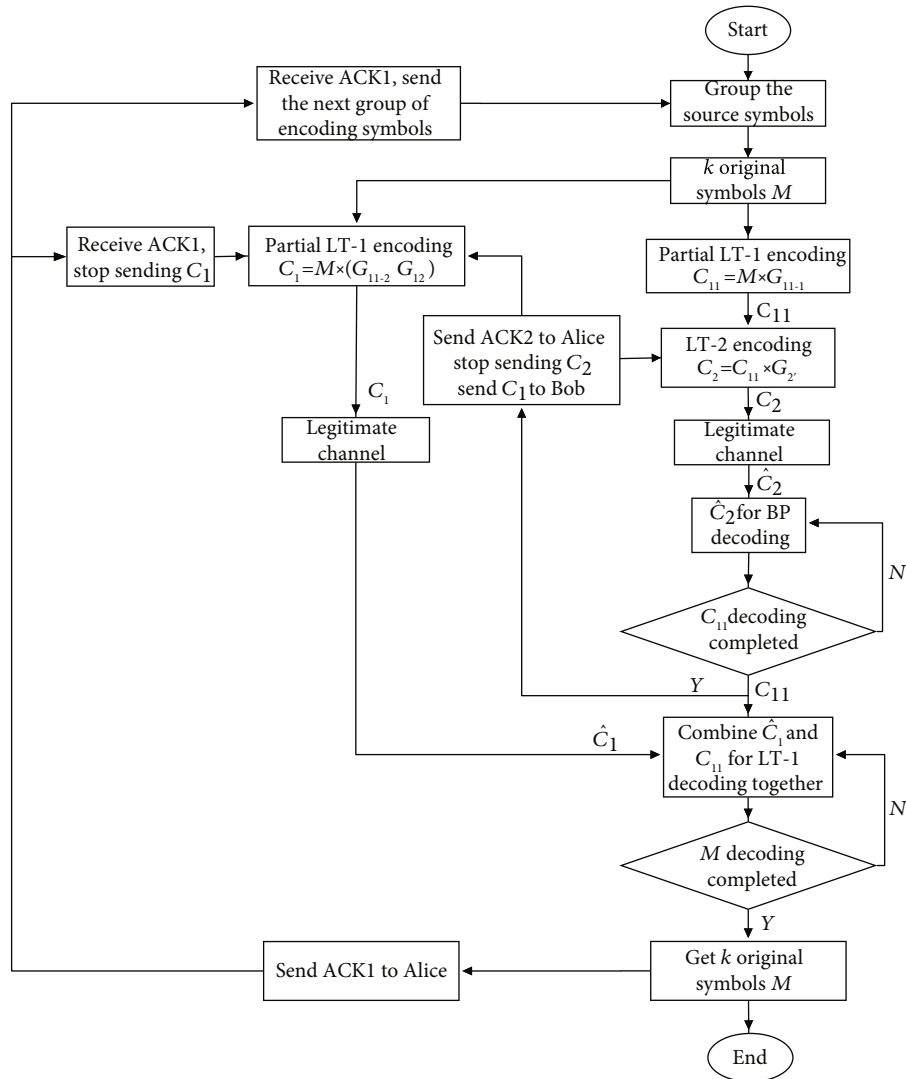 Start
Receive ACK1, send
the next group of
encoding symbols
Group the
source symbols
k original
symbols M
Receive ACK1,
stop sending C₁
Partial LT-1 encoding
C₁=M×(G₁₁₋₂ G₁₂)
Partial LT-1 encoding
C₁₁=M×G₁₁₋₁
C₁₁
Send ACK2 to Alice
stop sending C₂
send C₁ to Bob
LT-2 encoding
C₂=C₁₁×G₂′
C₁
C₂
Legitimate
channel
Legitimate
channel
Ĉ₂
Ĉ₂ for BP
decoding
N
C₁₁ decoding
completed
Y
C₁₁
Ĉ₁
Combine Ĉ₁ and
C₁₁ for LT-1
decoding together
N
M decoding
completed
Y
Send ACK1 to Alice
Get k original
symbols M
End